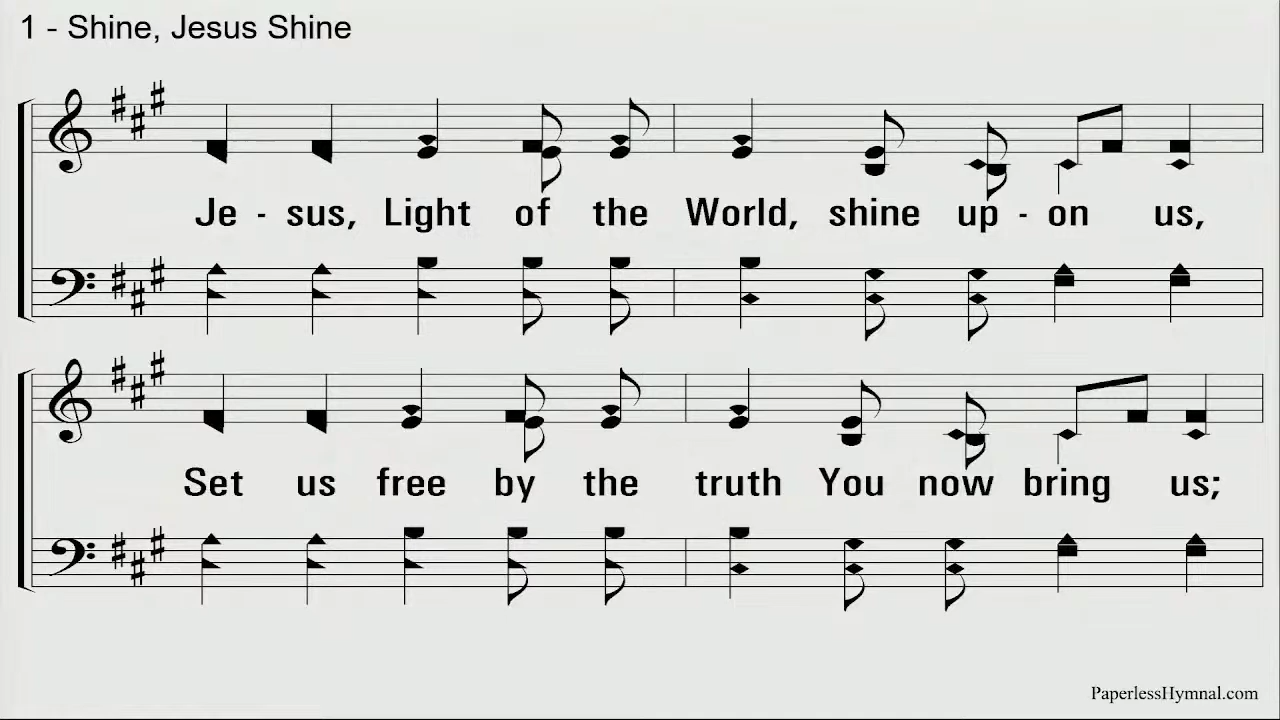 1 - Shine, Jesus Shine
Je - sus, Light of the World, shine up - on us,
Set us free by the truth You now bring us;
PaperlessHymnal.com